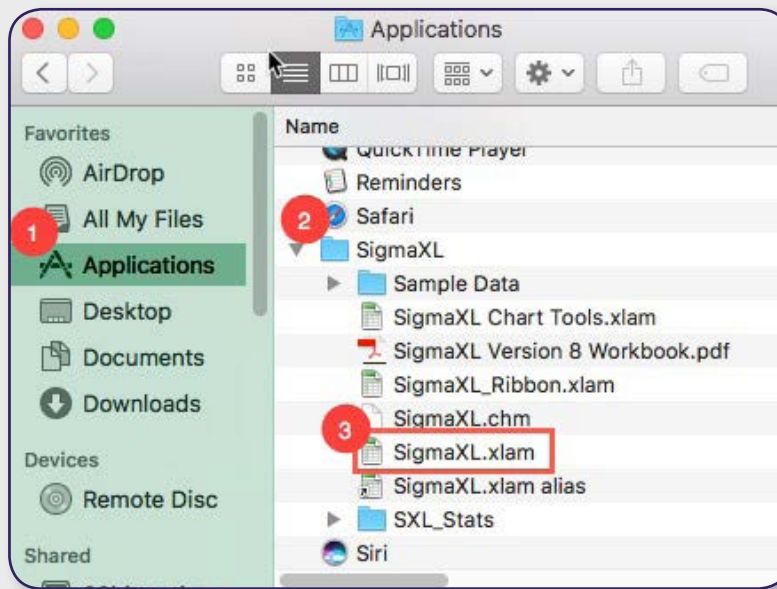 Applications
Favorites
AirDrop
All My Files
1
Applications
Desktop
Documents
Downloads
Devices
Remote Disc
Shared
Name
QuickTime Player
Reminders
2
Safari
SigmaXL
Sample Data
SigmaXL Chart Tools.xlam
SigmaXL Version 8 Workbook.pdf
SigmaXL_Ribbon.xlam
SigmaXL.chm
3
SigmaXL.xlam
SigmaXL.xlam alias
SXL_Stats
Siri